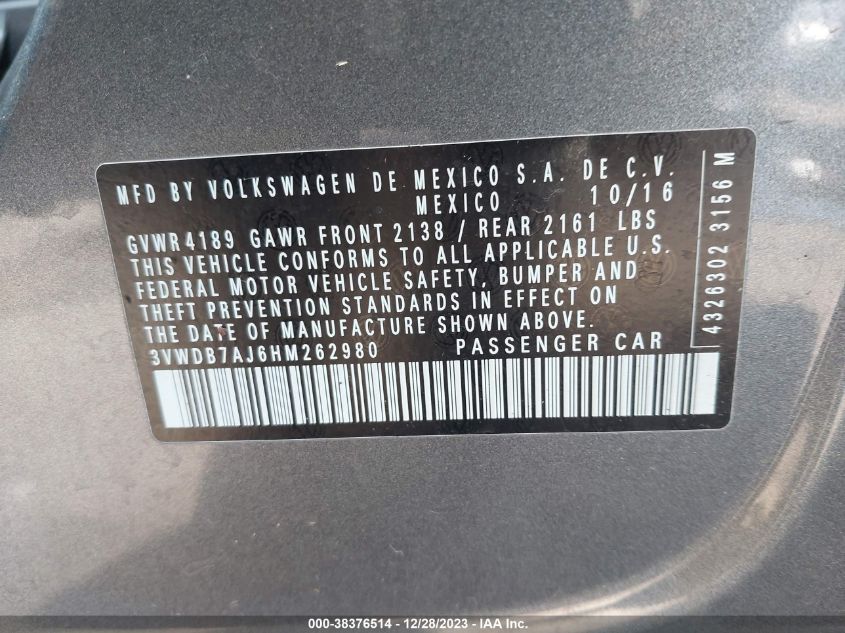 MFD BY VOLKSWAGEN DE MEXICO S.A. DE C.V.
MEXICO 10/16
GVWR 4189 GAWR FRONT 2138 / REAR 2161 LBS
THIS VEHICLE CONFORMS TO ALL APPLICABLE U.S.
FEDERAL MOTOR VEHICLE SAFETY, BUMPER AND
THEFT PREVENTION STANDARDS IN EFFECT ON
THE DATE OF MANUFACTURE SHOWN ABOVE.
3VWDB7AJ6HM262980 PASSENGER CAR
4326302 3156 M
000-38376514 - 12/28/2023 - IAA Inc.